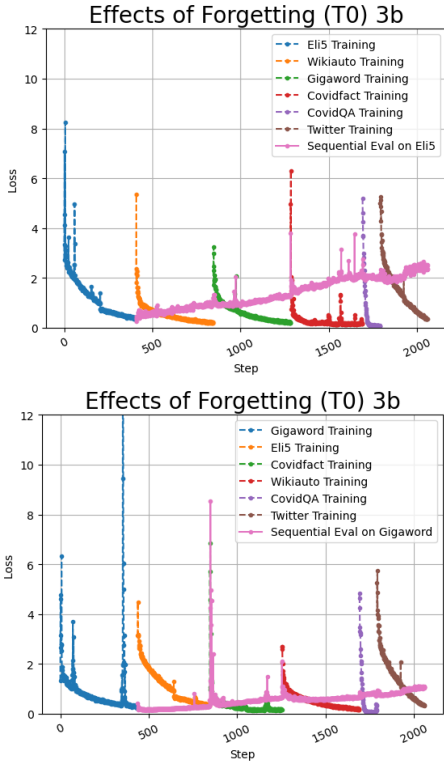 Effects of Forgetting (T0) 3b
12
10
8
6
4
2
0
Loss
Eli5 Training
Wikiauto Training
Gigaword Training
Covidfact Training
CovidQA Training
Twitter Training
Sequential Eval on Eli5
0 500 1000 1500 2000
Step
Effects of Forgetting (T0) 3b
12
10
8
6
4
2
0
Loss
Gigaword Training
Eli5 Training
Covidfact Training
Wikiauto Training
CovidQA Training
Twitter Training
Sequential Eval on Gigaword
0 500 1000 1500 2000
Step